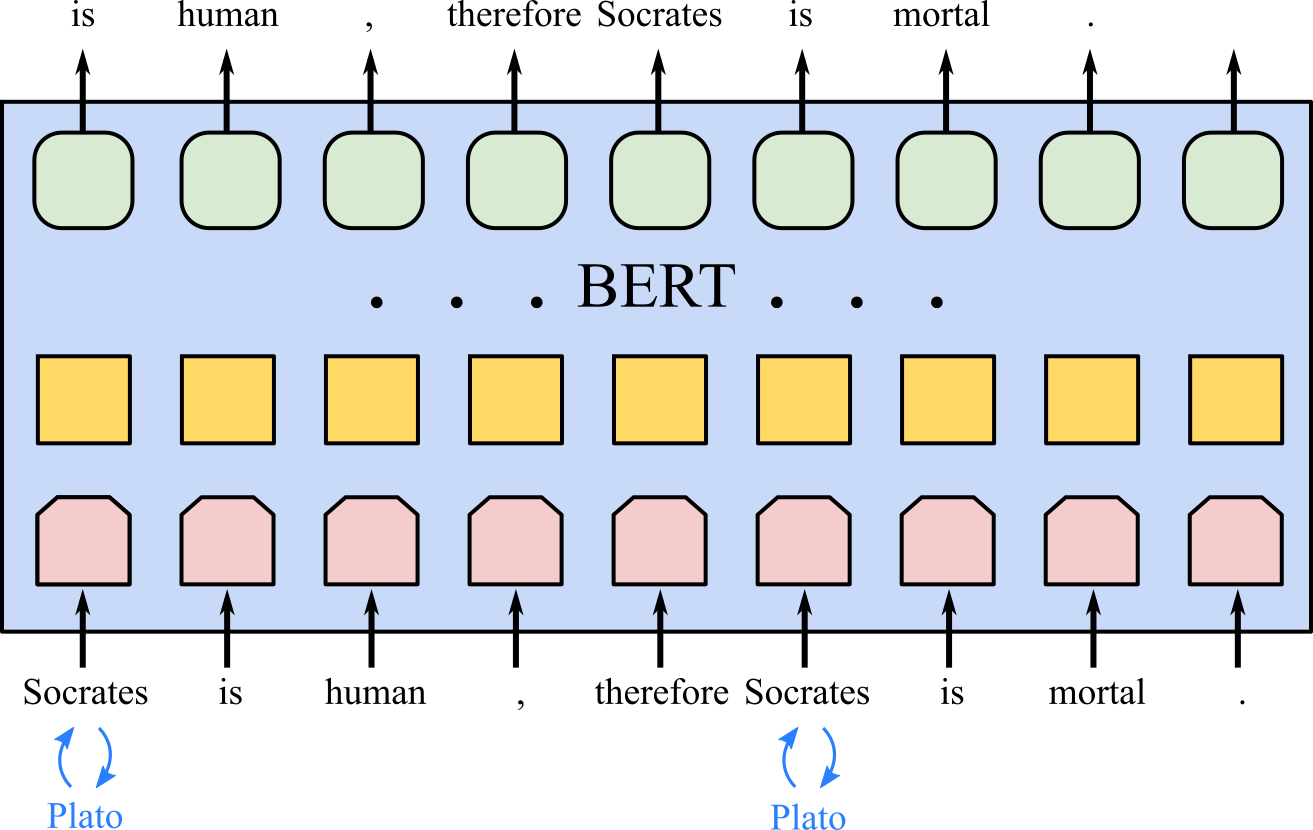 is human , therefore Socrates is mortal .
. . . BERT . . .
Socrates is human , therefore Socrates is mortal .
Plato Plato